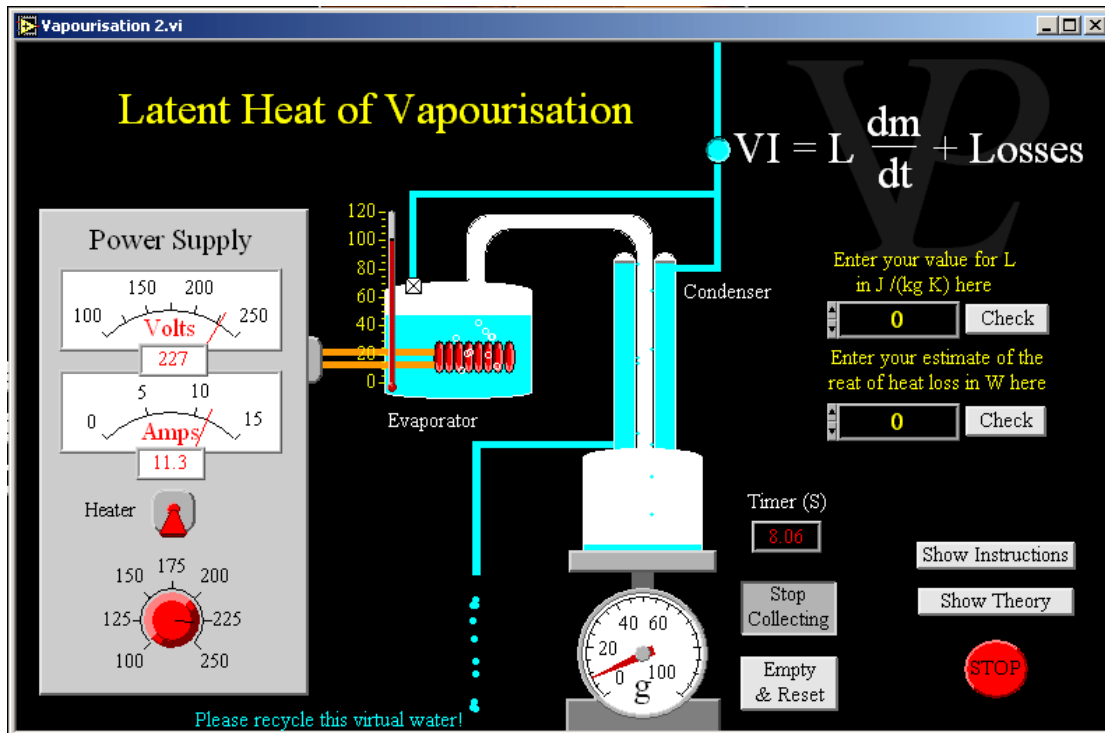 Vapourisation 2.vi
Latent Heat of Vapourisation
VI = L dm/dt + Losses
Power Supply
100 150 200 250
Volts
227
0 5 10 15
Amps
11.3
Heater
100 125 150 175 200 225 250
120
100
80
60
40
20
0
Evaporator
Condenser
Enter your value for L
in J /(kg K) here
0 Check
Enter your estimate of the
reat of heat loss in W here
0 Check
Timer (S)
8.06
Stop
Collecting
Empty
& Reset
0 20 40 60 100
g
Show Instructions
Show Theory
STOP
Please recycle this virtual water!